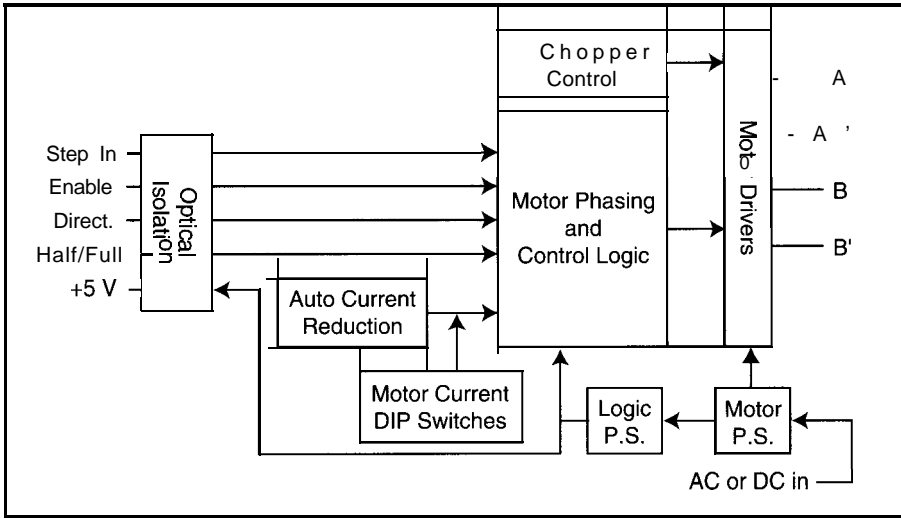 Chopper
Control
- A
- A '
Step In
Enable
Direct.
Half/Full
+5 V
Optical
Isolation
Motor Phasing
and
Control Logic
Moto Drivers
B
B'
Auto Current
Reduction
Motor Current
DIP Switches
Logic
P.S.
Motor
P.S.
AC or DC in